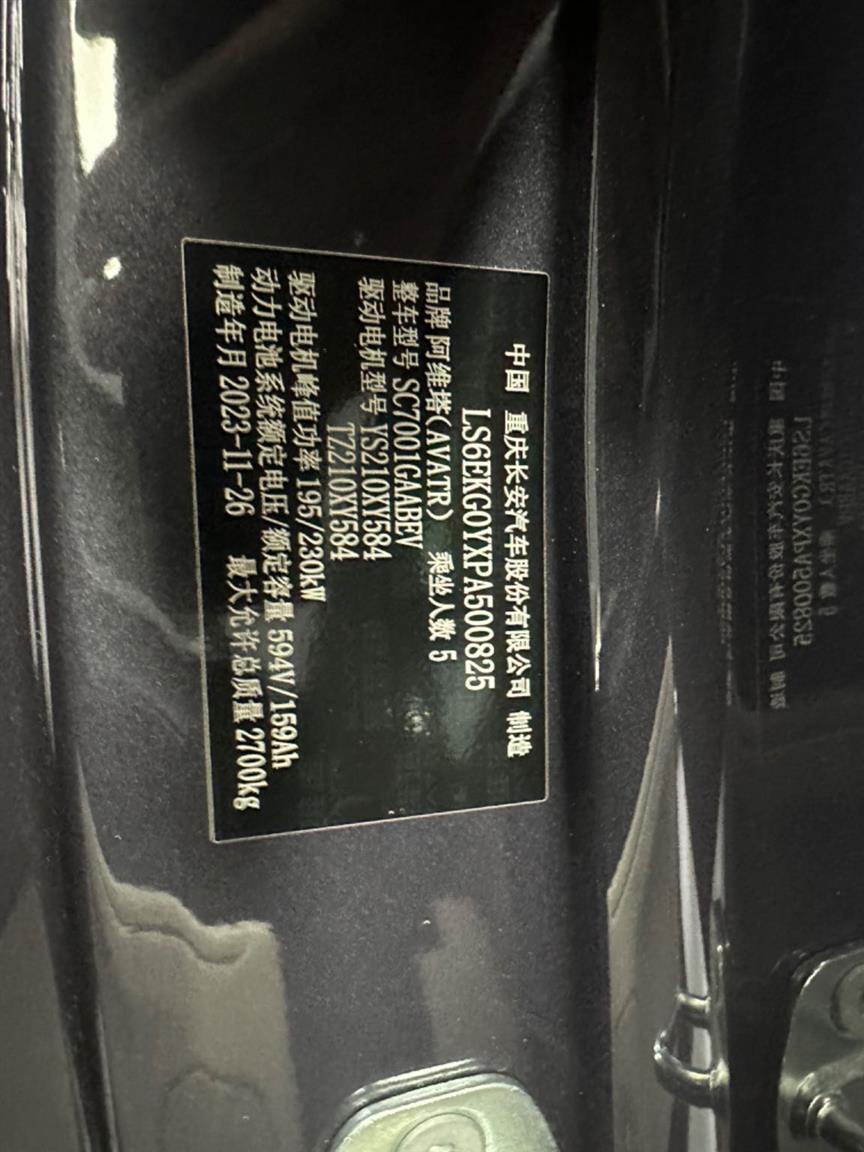 中国 重庆长安汽车股份有限公司 制造
LS6EKG0YXPA500825
品牌 阿维塔(AVATR) 乘坐人数 5
整车型号 SC7001GAABEV
驱动电机型号 YS210XY584
TZ210XY584
驱动电机峰值功率 195/230kW
动力电池系统额定电压/额定容量 594V/159Ah
制造年月 2023-11-26 最大允许总质量 2700kg